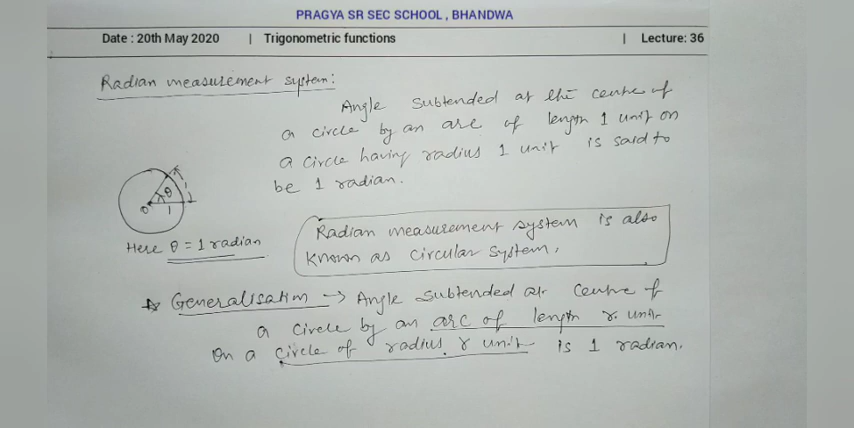 PRAGYA SR SEC SCHOOL, BHANDWA
Date : 20th May 2020 | Trigonometric functions | Lecture: 36
Radian measurement system:
Angle subtended at the centre of
a circle by an arc of length 1 unit on
a circle having radius 1 unit is said to
be 1 radian.
θ
O 1
1
Here θ = 1 radian
Radian measurement system is also
known as circular system.
Generalisation → Angle subtended at centre of
a circle by an arc of length r unit
on a circle of radius r unit is 1 radian.